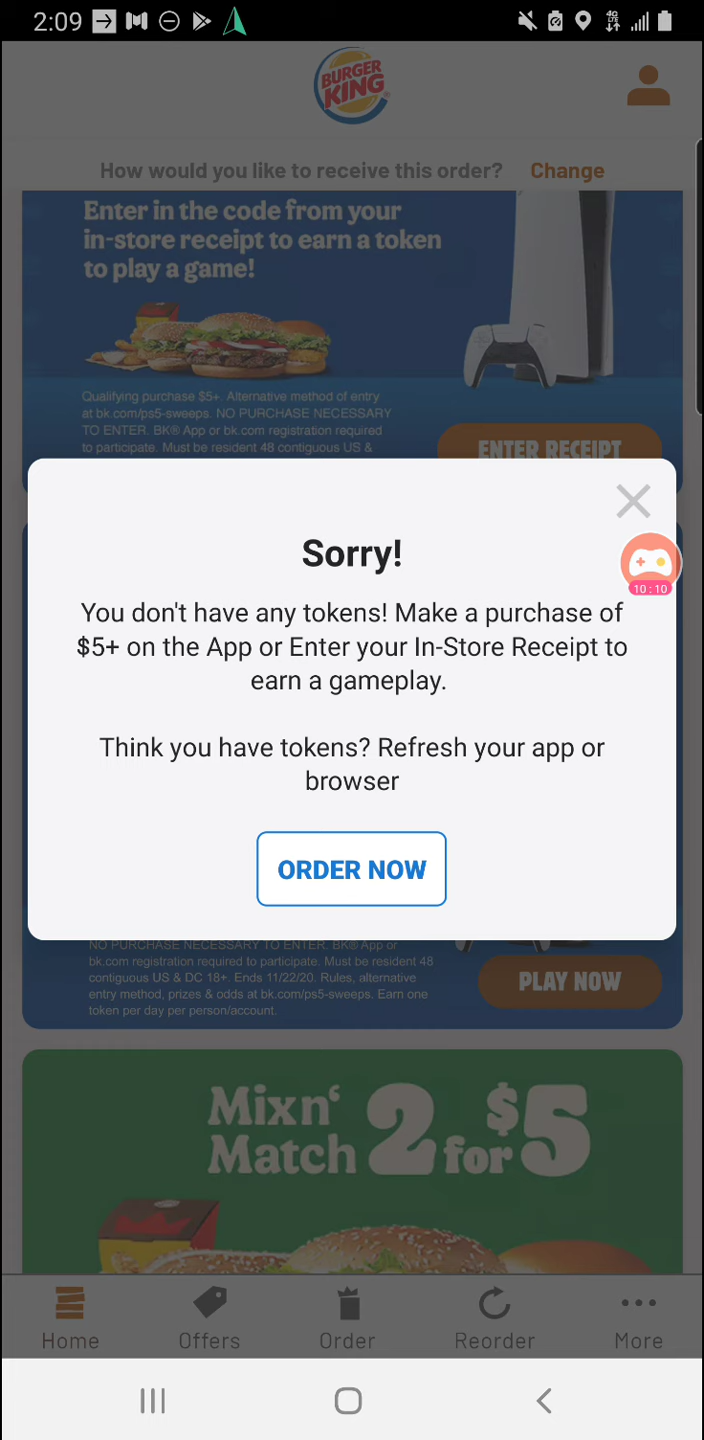 2:09
BURGER
KING
How would you like to receive this order? Change
Enter in the code from your
in-store receipt to earn a token
to play a game!
Qualifying purchase $5+. Alternative method of entry
at bk.com/ps5-sweeps. NO PURCHASE NECESSARY
TO ENTER. BK® App or bk.com registration required
to participate. Must be resident 48 contiguous US &
ENTER RECEIPT
Sorry!
10:10
You don't have any tokens! Make a purchase of
$5+ on the App or Enter your In-Store Receipt to
earn a gameplay.
Think you have tokens? Refresh your app or
browser
ORDER NOW
NO PURCHASE NECESSARY TO ENTER. BK® App or
bk.com registration required to participate. Must be resident 48
contiguous US & DC 18+. Ends 11/22/20. Rules, alternative
entry method, prizes & odds at bk.com/ps5-sweeps. Earn one
token per day per person/account.
PLAY NOW
Mixn‘
Match 2 for $5
Home Offers Order Reorder More